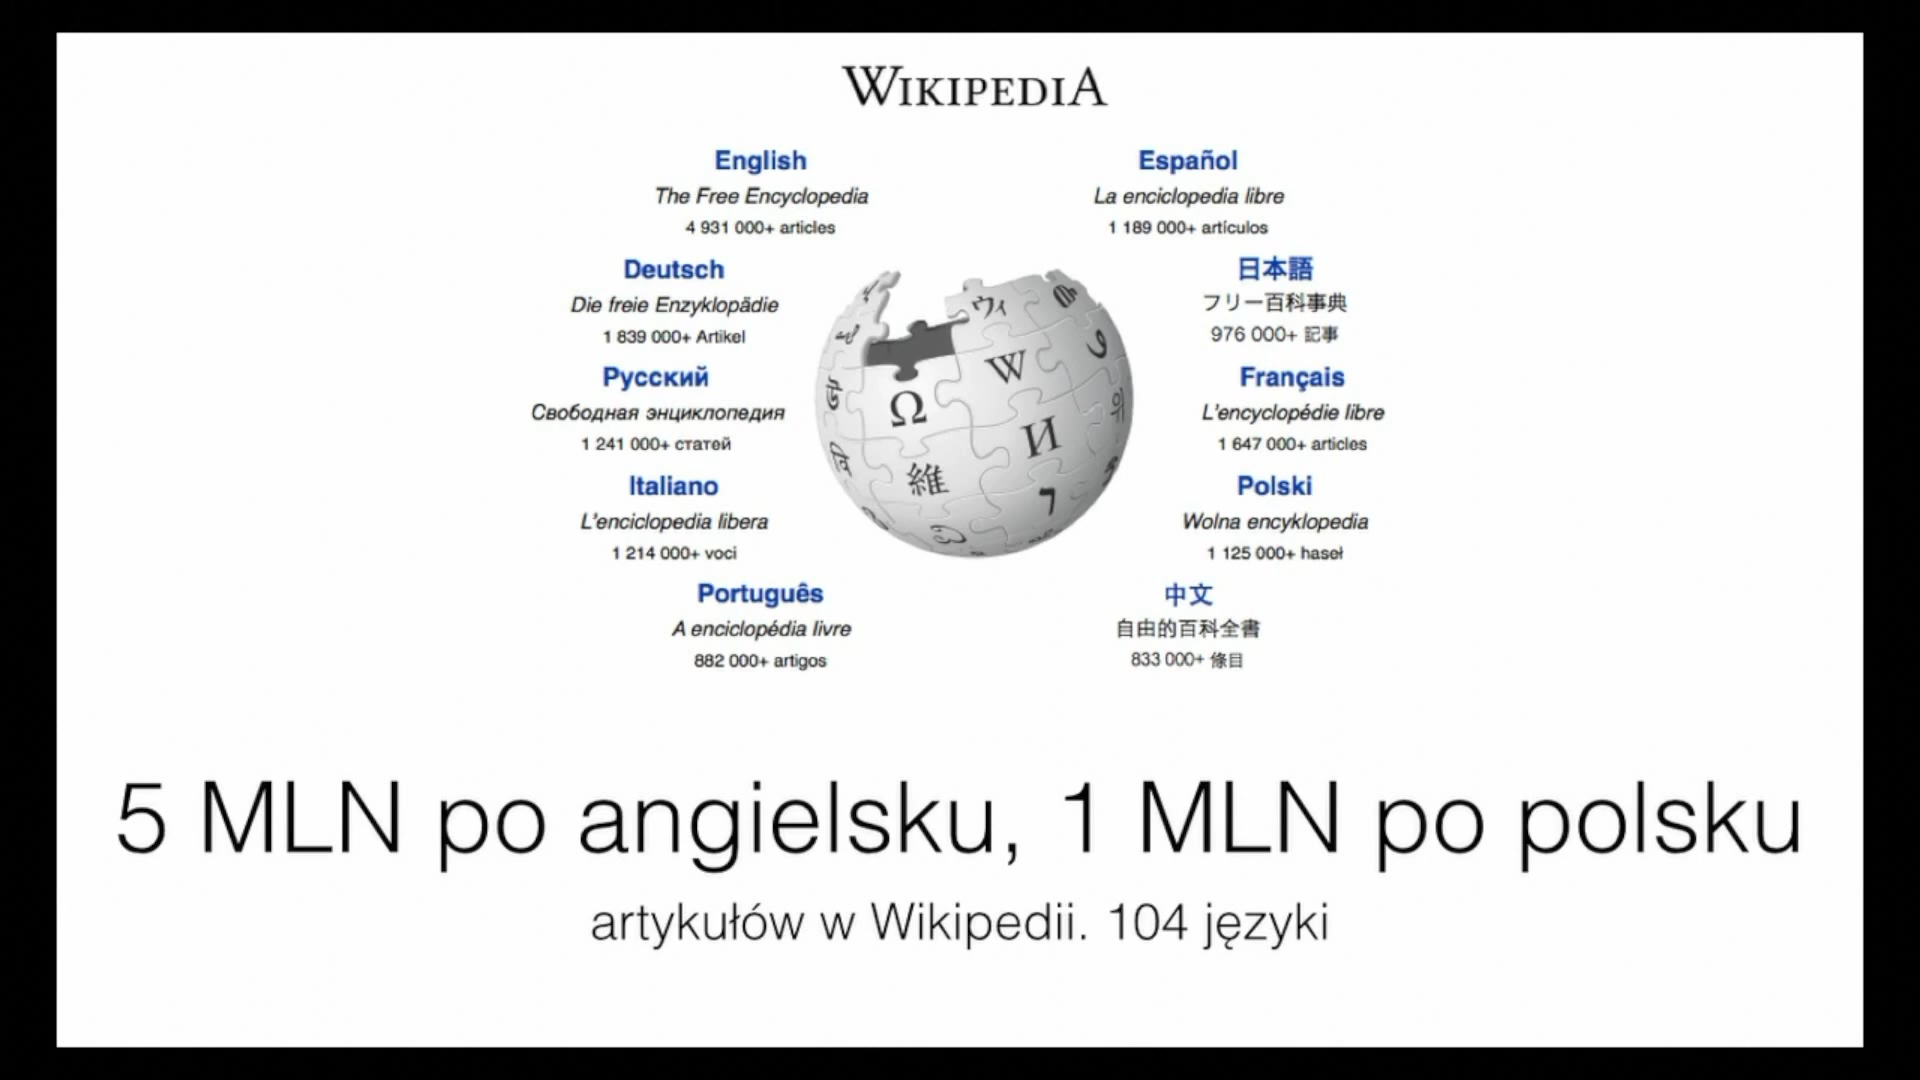 WIKIPEDIA
English
The Free Encyclopedia
4 931 000+ articles
Español
La enciclopedia libre
1 189 000+ artículos
Deutsch
Die freie Enzyklopädie
1 839 000+ Artikel
日本語
フリー百科事典
976 000+ 記事
Русский
Свободная энциклопедия
1 241 000+ статей
Français
L'encyclopédie libre
1 647 000+ articles
Italiano
L'enciclopedia libera
1 214 000+ voci
Polski
Wolna encyklopedia
1 125 000+ haseł
Português
A enciclopédia livre
882 000+ artigos
中文
自由的百科全書
833 000+ 條目
ウィ
W
Ω
И
維
5 MLN po angielsku, 1 MLN po polsku
artykułów w Wikipedii. 104 języki